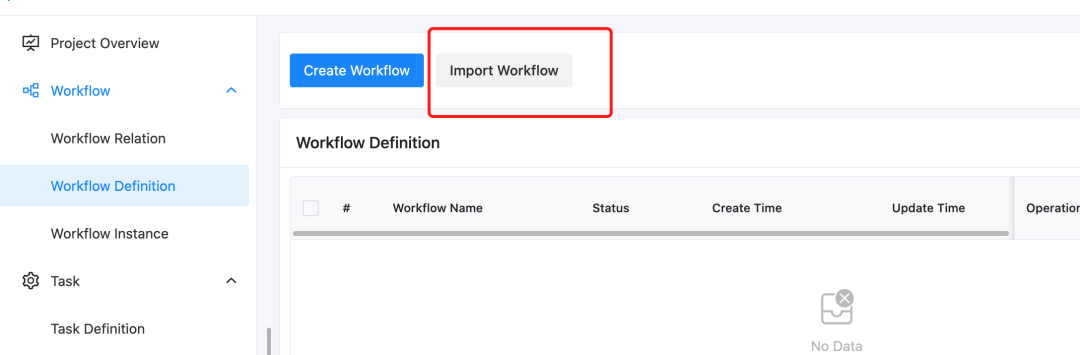 Project Overview
Workflow
Workflow Relation
Workflow Definition
Workflow Instance
Task
Task Definition
Create Workflow
Import Workflow
Workflow Definition
# Workflow Name Status Create Time Update Time Operation
No Data